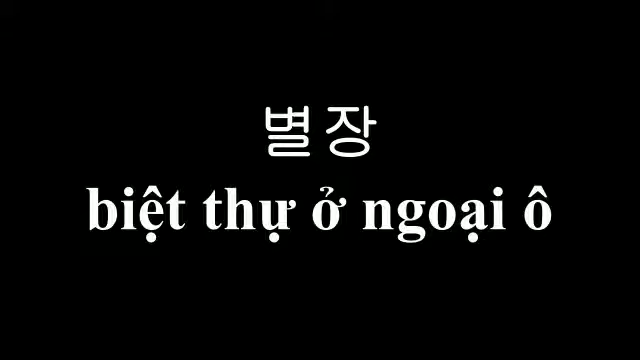 별장
biệt thự ở ngoại ô